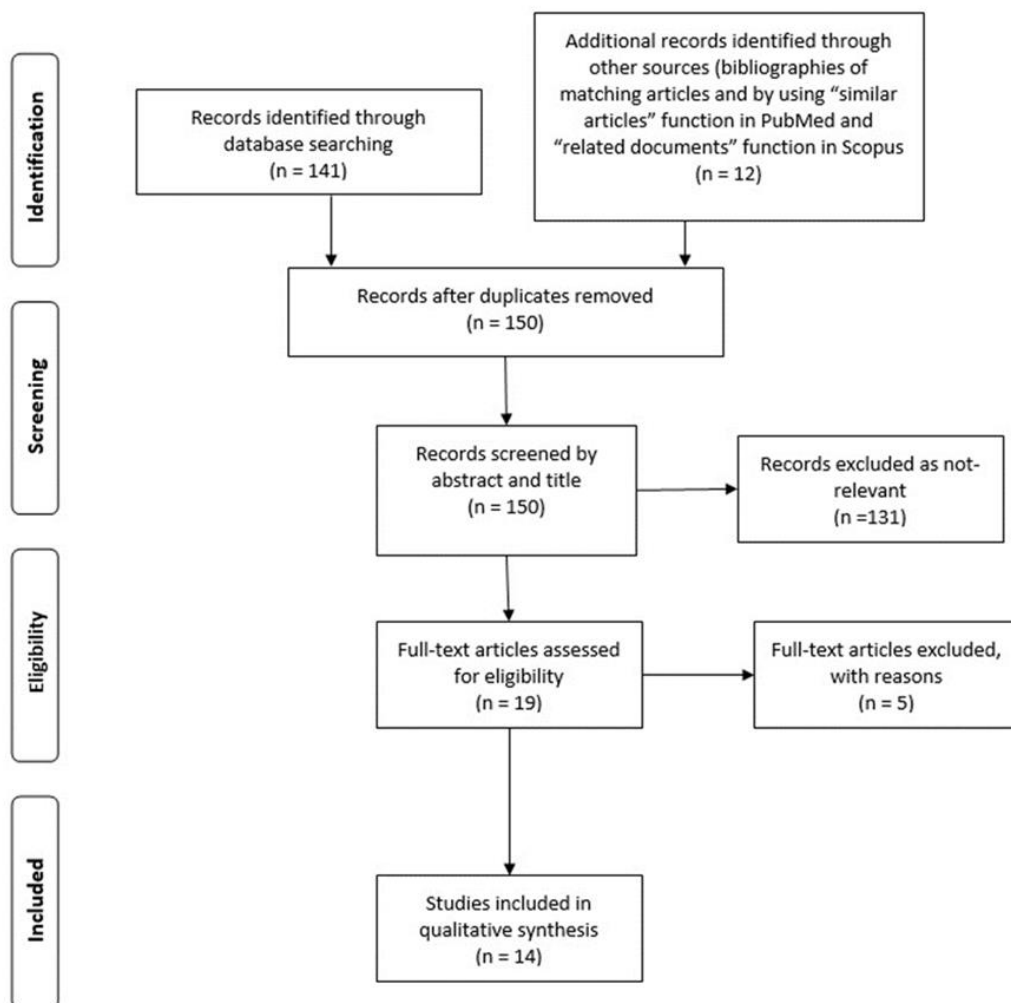 Identification
Records identified through
database searching
(n = 141)
Additional records identified through
other sources (bibliographies of
matching articles and by using “similar
articles” function in PubMed and
“related documents” function in Scopus
(n = 12)
Screening
Records after duplicates removed
(n = 150)
Records screened by
abstract and title
(n = 150)
Records excluded as not-
relevant
(n =131)
Eligibility
Full-text articles assessed
for eligibility
(n = 19)
Full-text articles excluded,
with reasons
(n = 5)
Included
Studies included in
qualitative synthesis
(n = 14)